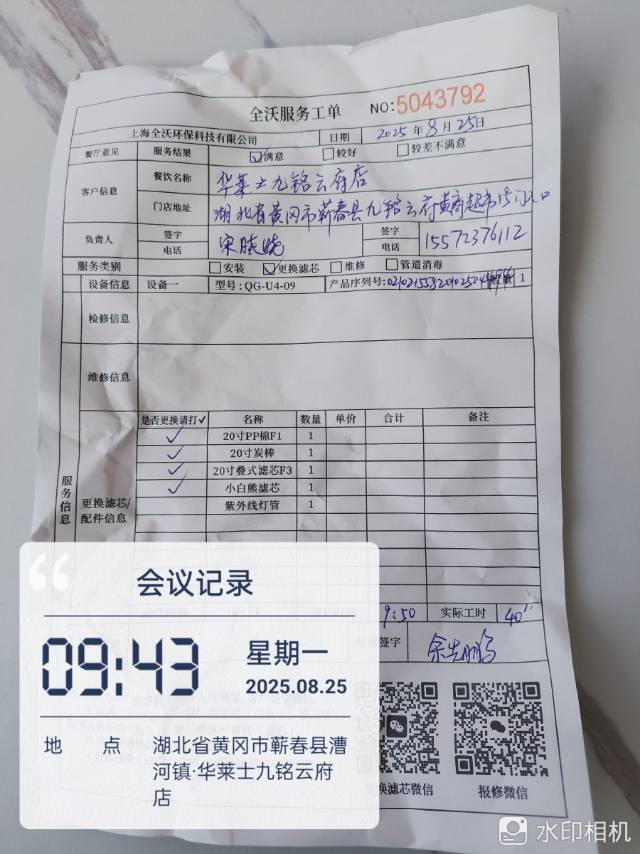 全沃服务工单 NO:5043792
上海全沃环保科技有限公司 日期 2025年8月25日
餐厅意见 服务结果 ☑满意 □较好 □较差不满意
客户信息 餐饮名称 华莱士九铭云府店
门店地址 湖北省黄冈市蕲春县九铭云府黄商超市旁门入口
负责人 签字 宋晓娆 签字
电话 电话 15572376112
服务类别 □安装 ☑更换滤芯 □维修 □管道消毒
设备信息 设备一 型号:QG-U4-09 产品序列号:
检修信息
维修信息
服务信息
更换滤芯/配件信息
是否更换请打✓ 名称 数量 单价 合计 备注
✓ 20寸PP棉F1 1
✓ 20寸炭棒 1
✓ 20寸叠式滤芯F3 1
✓ 小白熊滤芯 1
紫外线灯管 1
9:50 实际工时 40''
签字
更换滤芯微信 报修微信
会议记录
09:43 星期一
2025.08.25
地 点 湖北省黄冈市蕲春县漕
河镇·华莱士九铭云府
店
水印相机